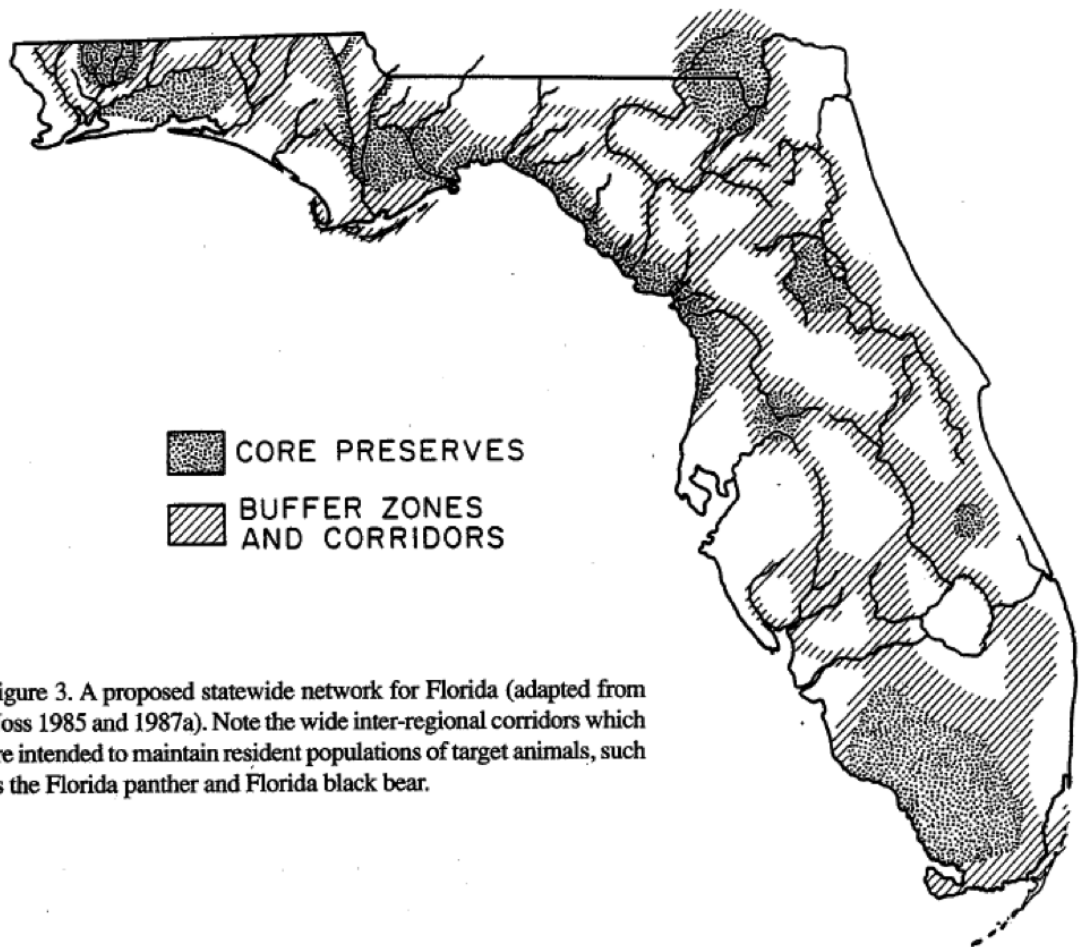 CORE PRESERVES
BUFFER ZONES
AND CORRIDORS
igure 3. A proposed statewide network for Florida (adapted from
oss 1985 and 1987a). Note the wide inter-regional corridors which
re intended to maintain resident populations of target animals, such
s the Florida panther and Florida black bear.